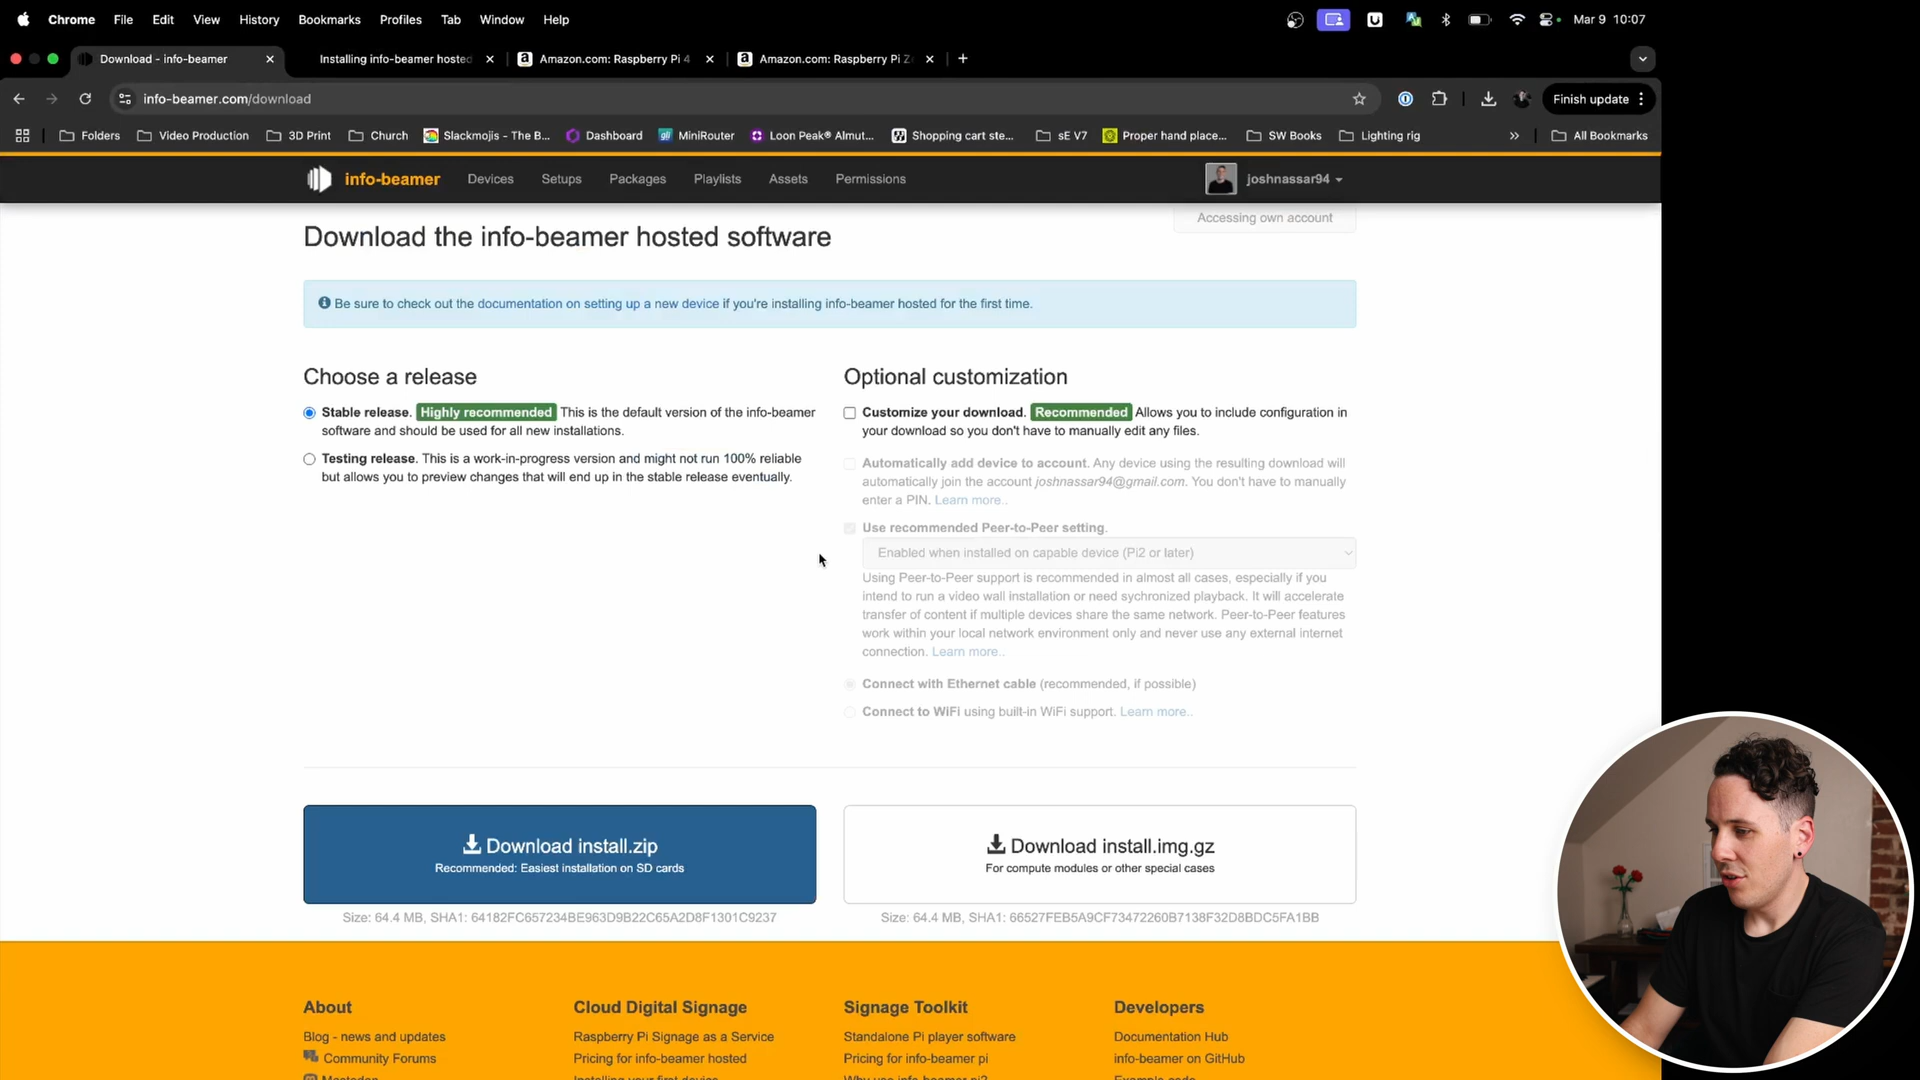 Chrome File Edit View History Bookmarks Profiles Tab Window Help Mar 9 10:07
Download - info-beamer Installing info-beamer hosted Amazon.com: Raspberry Pi 4 Amazon.com: Raspberry Pi Z
info-beamer.com/download Finish update
Folders Video Production 3D Print Church Slackmojis - The B... Dashboard MiniRouter Loon Peak® Almut... Shopping cart ste... sE V7 Proper hand place... SW Books Lighting rig All Bookmarks
info-beamer Devices Setups Packages Playlists Assets Permissions joshnassar94
Accessing own account
Download the info-beamer hosted software
Be sure to check out the documentation on setting up a new device if you're installing info-beamer hosted for the first time.
Choose a release
Stable release. Highly recommended This is the default version of the info-beamer
software and should be used for all new installations.
Testing release. This is a work-in-progress version and might not run 100% reliable
but allows you to preview changes that will end up in the stable release eventually.
Optional customization
Customize your download. Recommended Allows you to include configuration in
your download so you don't have to manually edit any files.
Automatically add device to account. Any device using the resulting download will
automatically join the account joshnassar94@gmail.com. You don't have to manually
enter a PIN. Learn more..
Use recommended Peer-to-Peer setting.
Enabled when installed on capable device (Pi2 or later)
Using Peer-to-Peer support is recommended in almost all cases, especially if you
intend to run a video wall installation or need sychronized playback. It will accelerate
transfer of content if multiple devices share the same network. Peer-to-Peer features
work within your local network environment only and never use any external internet
connection. Learn more..
Connect with Ethernet cable (recommended, if possible)
Connect to WiFi using built-in WiFi support. Learn more..
Download install.zip
Recommended: Easiest installation on SD cards
Size: 64.4 MB, SHA1: 64182FC657234BE963D9B22C65A2D8F1301C9237
Download install.img.gz
For compute modules or other special cases
Size: 64.4 MB, SHA1: 66527FEB5A9CF73472260B7138F32D8BDC5FA1BB
About
Blog - news and updates
Community Forums
Mastodon
Cloud Digital Signage
Raspberry Pi Signage as a Service
Pricing for info-beamer hosted
Installing your first device
Signage Toolkit
Standalone Pi player software
Pricing for info-beamer pi
Why use info-beamer pi?
Developers
Documentation Hub
info-beamer on GitHub
Example code